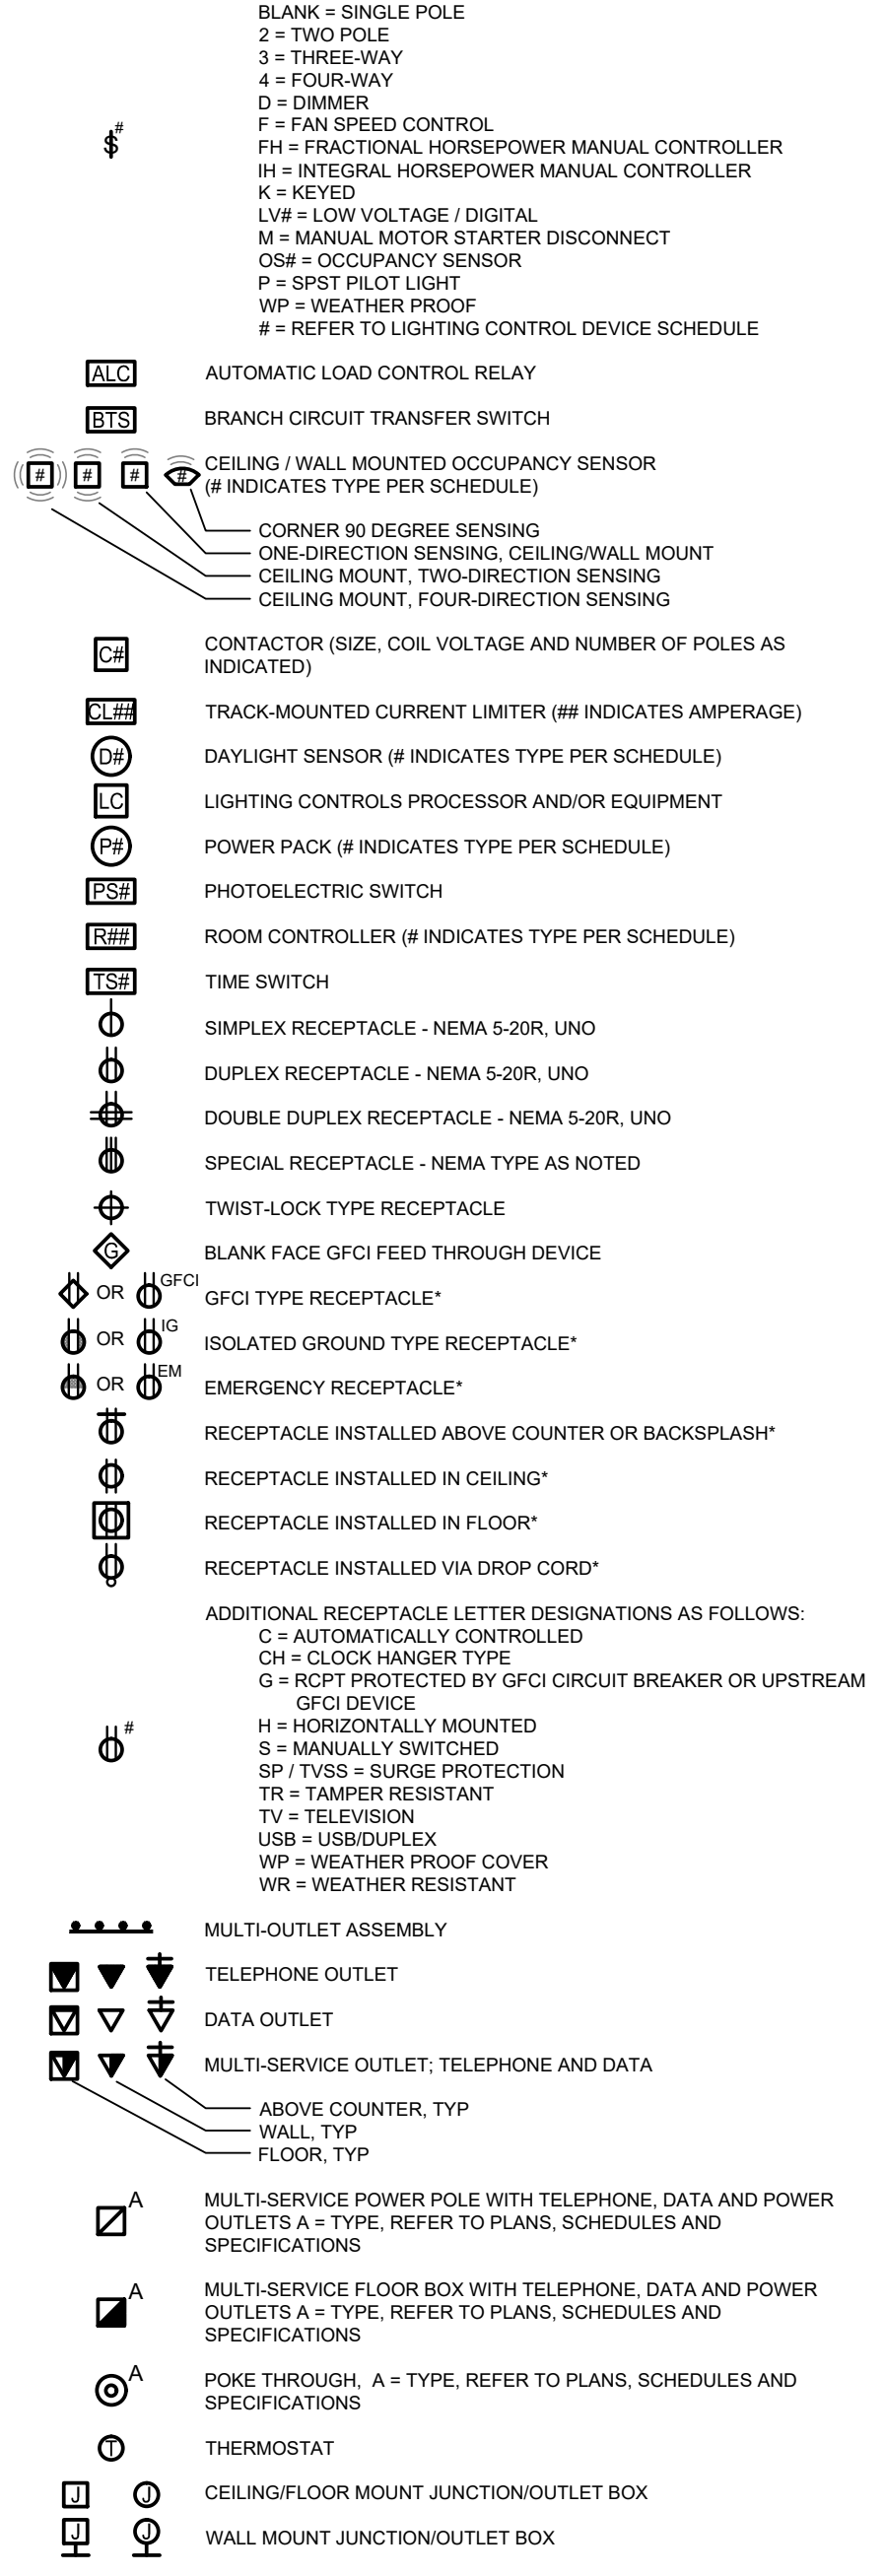 BLANK = SINGLE POLE
2 = TWO POLE
3 = THREE-WAY
4 = FOUR-WAY
D = DIMMER
F = FAN SPEED CONTROL
$#
FH = FRACTIONAL HORSEPOWER MANUAL CONTROLLER
IH = INTEGRAL HORSEPOWER MANUAL CONTROLLER
K = KEYED
LV# = LOW VOLTAGE / DIGITAL
M = MANUAL MOTOR STARTER DISCONNECT
OS# = OCCUPANCY SENSOR
P = SPST PILOT LIGHT
WP = WEATHER PROOF
# = REFER TO LIGHTING CONTROL DEVICE SCHEDULE
ALC AUTOMATIC LOAD CONTROL RELAY
BTS BRANCH CIRCUIT TRANSFER SWITCH
# # # # CEILING / WALL MOUNTED OCCUPANCY SENSOR
(# INDICATES TYPE PER SCHEDULE)
CORNER 90 DEGREE SENSING
ONE-DIRECTION SENSING, CEILING/WALL MOUNT
CEILING MOUNT, TWO-DIRECTION SENSING
CEILING MOUNT, FOUR-DIRECTION SENSING
C# CONTACTOR (SIZE, COIL VOLTAGE AND NUMBER OF POLES AS
INDICATED)
CL## TRACK-MOUNTED CURRENT LIMITER (## INDICATES AMPERAGE)
D# DAYLIGHT SENSOR (# INDICATES TYPE PER SCHEDULE)
LC LIGHTING CONTROLS PROCESSOR AND/OR EQUIPMENT
P# POWER PACK (# INDICATES TYPE PER SCHEDULE)
PS# PHOTOELECTRIC SWITCH
R## ROOM CONTROLLER (# INDICATES TYPE PER SCHEDULE)
TS# TIME SWITCH
SIMPLEX RECEPTACLE - NEMA 5-20R, UNO
DUPLEX RECEPTACLE - NEMA 5-20R, UNO
DOUBLE DUPLEX RECEPTACLE - NEMA 5-20R, UNO
SPECIAL RECEPTACLE - NEMA TYPE AS NOTED
TWIST-LOCK TYPE RECEPTACLE
G BLANK FACE GFCI FEED THROUGH DEVICE
OR GFCI GFCI TYPE RECEPTACLE*
OR IG ISOLATED GROUND TYPE RECEPTACLE*
OR EM EMERGENCY RECEPTACLE*
RECEPTACLE INSTALLED ABOVE COUNTER OR BACKSPLASH*
RECEPTACLE INSTALLED IN CEILING*
RECEPTACLE INSTALLED IN FLOOR*
RECEPTACLE INSTALLED VIA DROP CORD*
ADDITIONAL RECEPTACLE LETTER DESIGNATIONS AS FOLLOWS:
C = AUTOMATICALLY CONTROLLED
CH = CLOCK HANGER TYPE
G = RCPT PROTECTED BY GFCI CIRCUIT BREAKER OR UPSTREAM
GFCI DEVICE
# H = HORIZONTALLY MOUNTED
S = MANUALLY SWITCHED
SP / TVSS = SURGE PROTECTION
TR = TAMPER RESISTANT
TV = TELEVISION
USB = USB/DUPLEX
WP = WEATHER PROOF COVER
WR = WEATHER RESISTANT
MULTI-OUTLET ASSEMBLY
TELEPHONE OUTLET
DATA OUTLET
MULTI-SERVICE OUTLET; TELEPHONE AND DATA
ABOVE COUNTER, TYP
WALL, TYP
FLOOR, TYP
A MULTI-SERVICE POWER POLE WITH TELEPHONE, DATA AND POWER
OUTLETS A = TYPE, REFER TO PLANS, SCHEDULES AND
SPECIFICATIONS
A MULTI-SERVICE FLOOR BOX WITH TELEPHONE, DATA AND POWER
OUTLETS A = TYPE, REFER TO PLANS, SCHEDULES AND
SPECIFICATIONS
A POKE THROUGH, A = TYPE, REFER TO PLANS, SCHEDULES AND
SPECIFICATIONS
T THERMOSTAT
J J CEILING/FLOOR MOUNT JUNCTION/OUTLET BOX
J J WALL MOUNT JUNCTION/OUTLET BOX